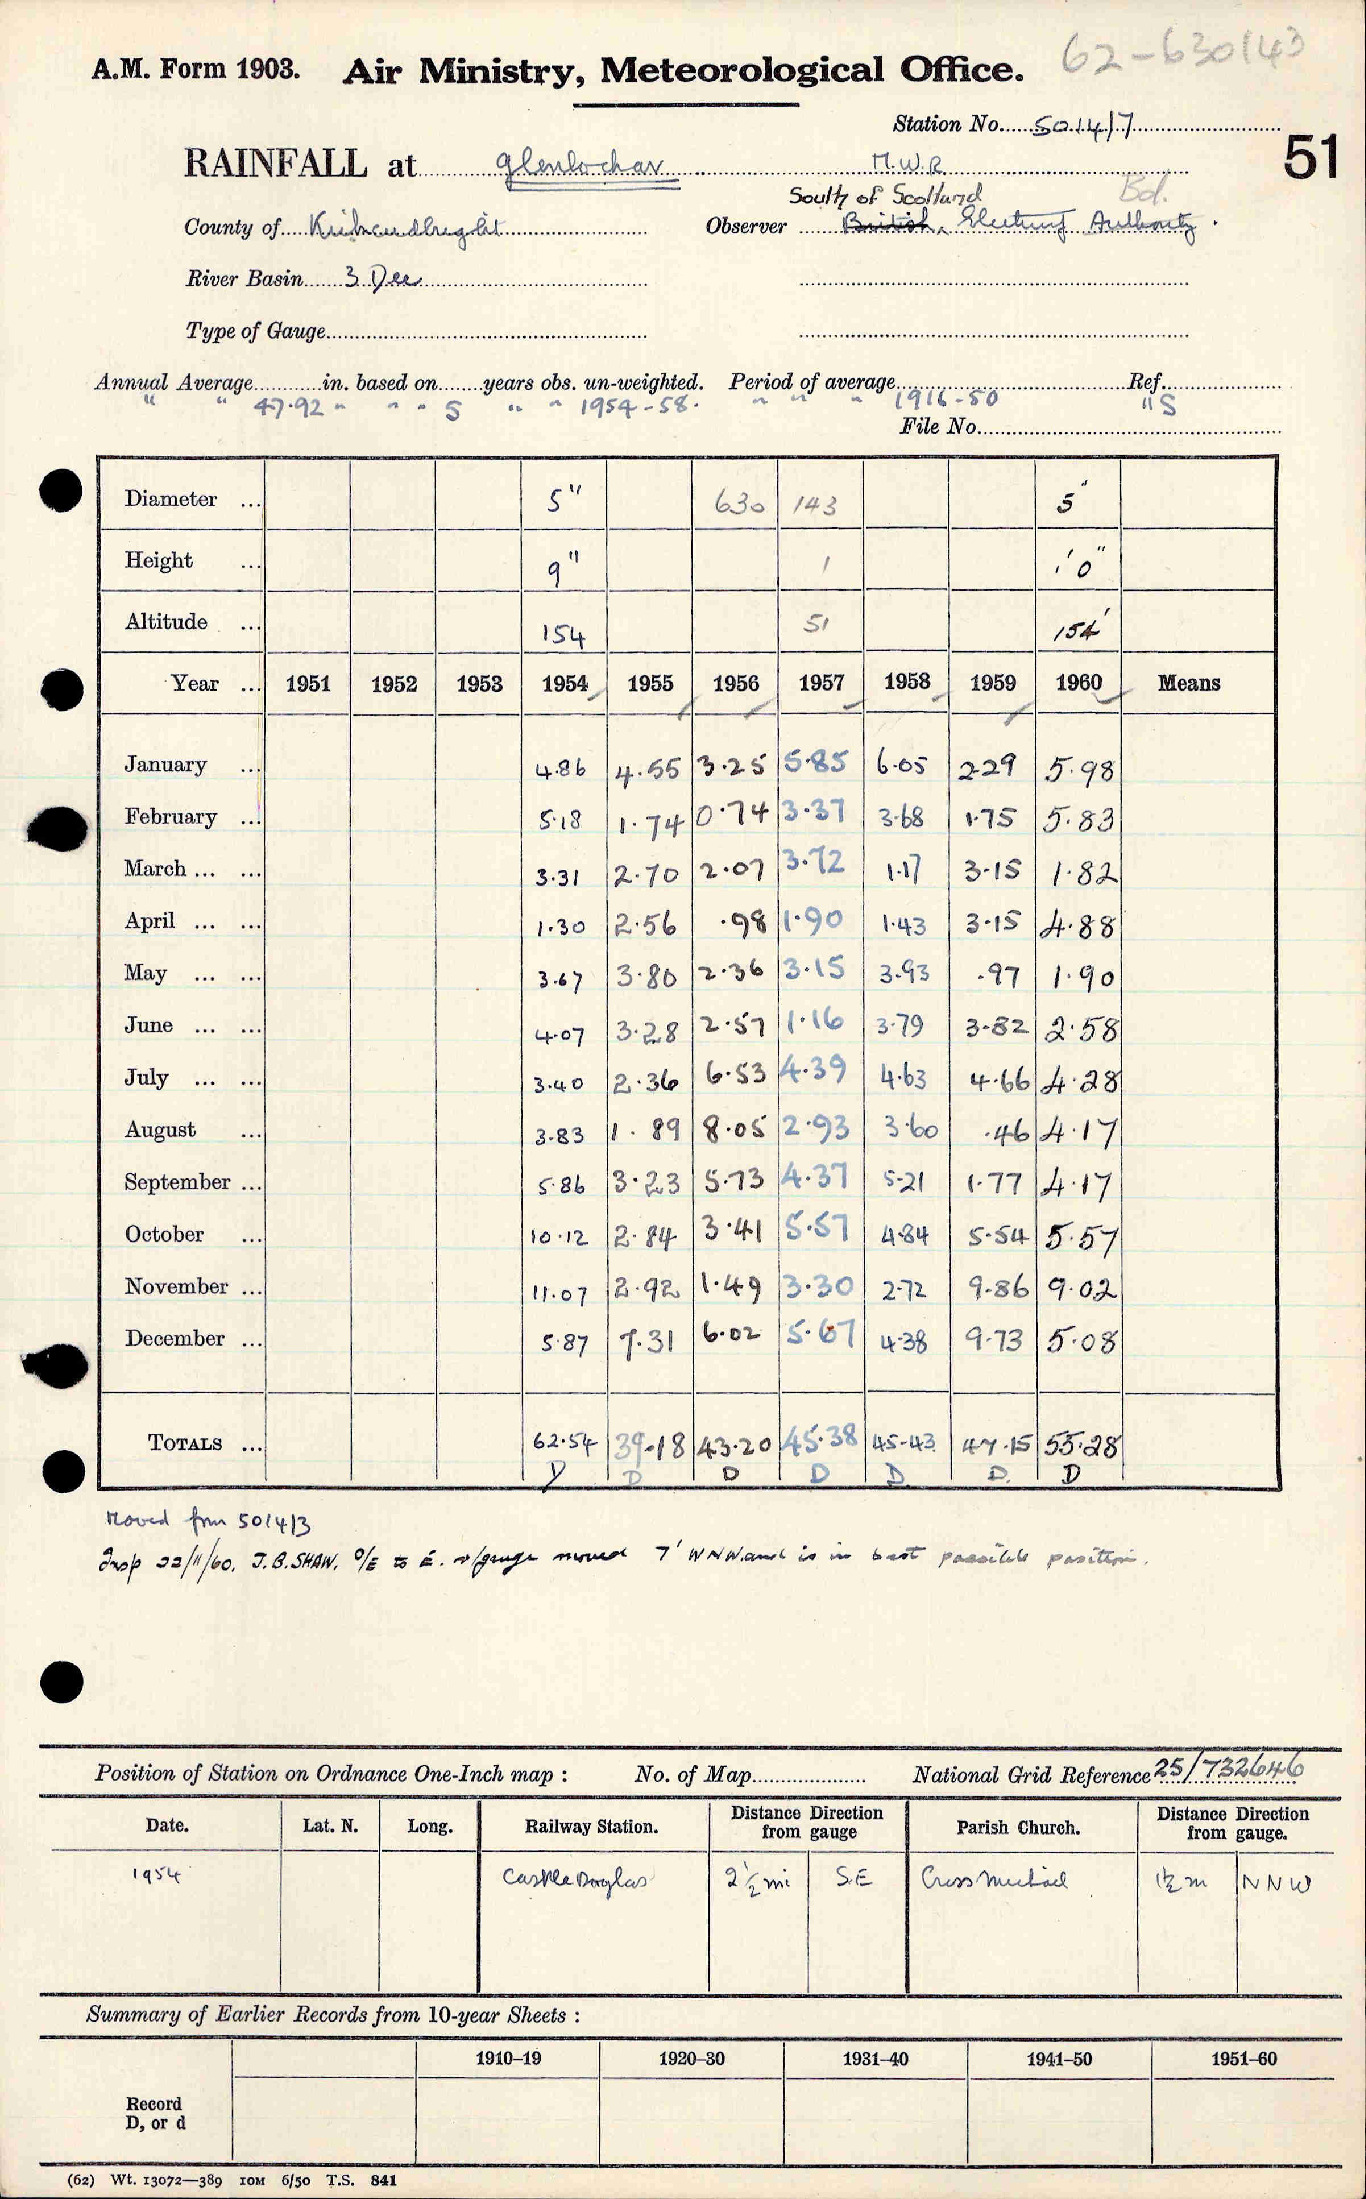 62-630143
A.M. Form 1903. Air Ministry, Meteorological Office.
Station No. 5014/7
51
RAINFALL at Glenlochar M.W.R
South of Scotland Bd.
County of Kirkcudbright Observer British Electricity Authority.
River Basin 3 Dee
Type of Gauge
Annual Average in. based on years obs. un-weighted. Period of average Ref.
" " 47.92 " " " 5 " " 1954-58. " " " 1916-50 "S
File No.
Diameter ... 5" 630 143 5"
Height ... 9" 1 1'0"
Altitude ... 154 51 154'
Year ... 1951 1952 1953 1954 1955 1956 1957 1958 1959 1960 Means
January ... 4.86 4.55 3.25 5.85 6.05 2.29 5.98
February ... 5.18 1.74 0.74 3.37 3.68 1.75 5.83
March ... ... 3.31 2.70 2.07 3.72 1.17 3.15 1.82
April ... ... 1.30 2.56 .98 1.90 1.43 3.15 4.88
May ... ... 3.67 3.80 2.36 3.15 3.93 .97 1.90
June ... ... 4.07 3.28 2.57 1.16 3.79 3.82 2.58
July ... ... 3.40 2.36 6.53 4.39 4.63 4.66 4.28
August ... 3.83 1.89 8.05 2.93 3.60 .46 4.17
September ... 5.86 3.23 5.73 4.37 5.21 1.77 4.17
October ... 10.12 2.84 3.41 5.57 4.84 5.54 5.57
November ... 11.07 2.92 1.49 3.30 2.72 9.86 9.02
December ... 5.87 7.31 6.02 5.67 4.38 9.73 5.08
TOTALS ... 62.54 39.18 43.20 45.38 45.43 47.15 55.28
D D D D D. D. D
Moved from 5014/3
Insp 22/11/60. J.B.SHAW. O/E to E. r/gauge moved 7' WNW. and is in best possible position.
Position of Station on Ordnance One-Inch map : No. of Map National Grid Reference 25/732646
Date. Lat. N. Long. Railway Station. Distance Direction from gauge Parish Church. Distance Direction from gauge.
1954 Castle Douglas 2½ mi S.E Cross Michael 1½ m NNW
Summary of Earlier Records from 10-year Sheets :
1910–19 1920–30 1931–40 1941–50 1951–60
Record
D, or d
(62) Wt. 13072—389 10M 6/50 T.S. 841